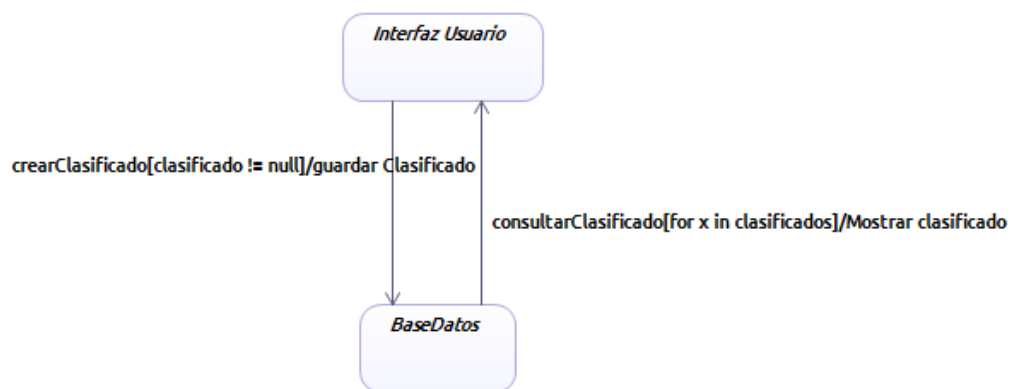 Interfaz Usuario
crearClasificado[clasificado != null]/guardar Clasificado
consultarClasificado[for x in clasificados]/Mostrar clasificado
BaseDatos